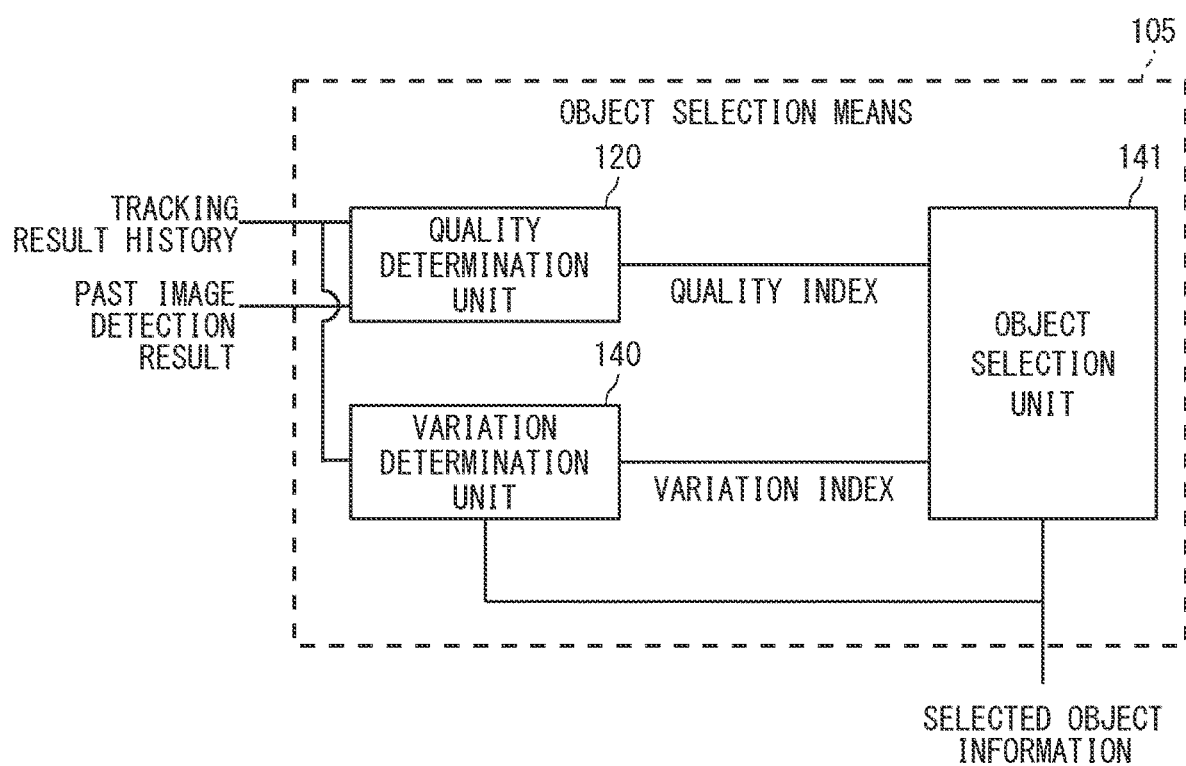 105
OBJECT SELECTION MEANS
120
141
TRACKING
RESULT HISTORY
QUALITY
DETERMINATION
UNIT
QUALITY INDEX
PAST IMAGE
DETECTION
RESULT
OBJECT
SELECTION
UNIT
140
VARIATION
DETERMINATION
UNIT
VARIATION INDEX
SELECTED OBJECT
INFORMATION